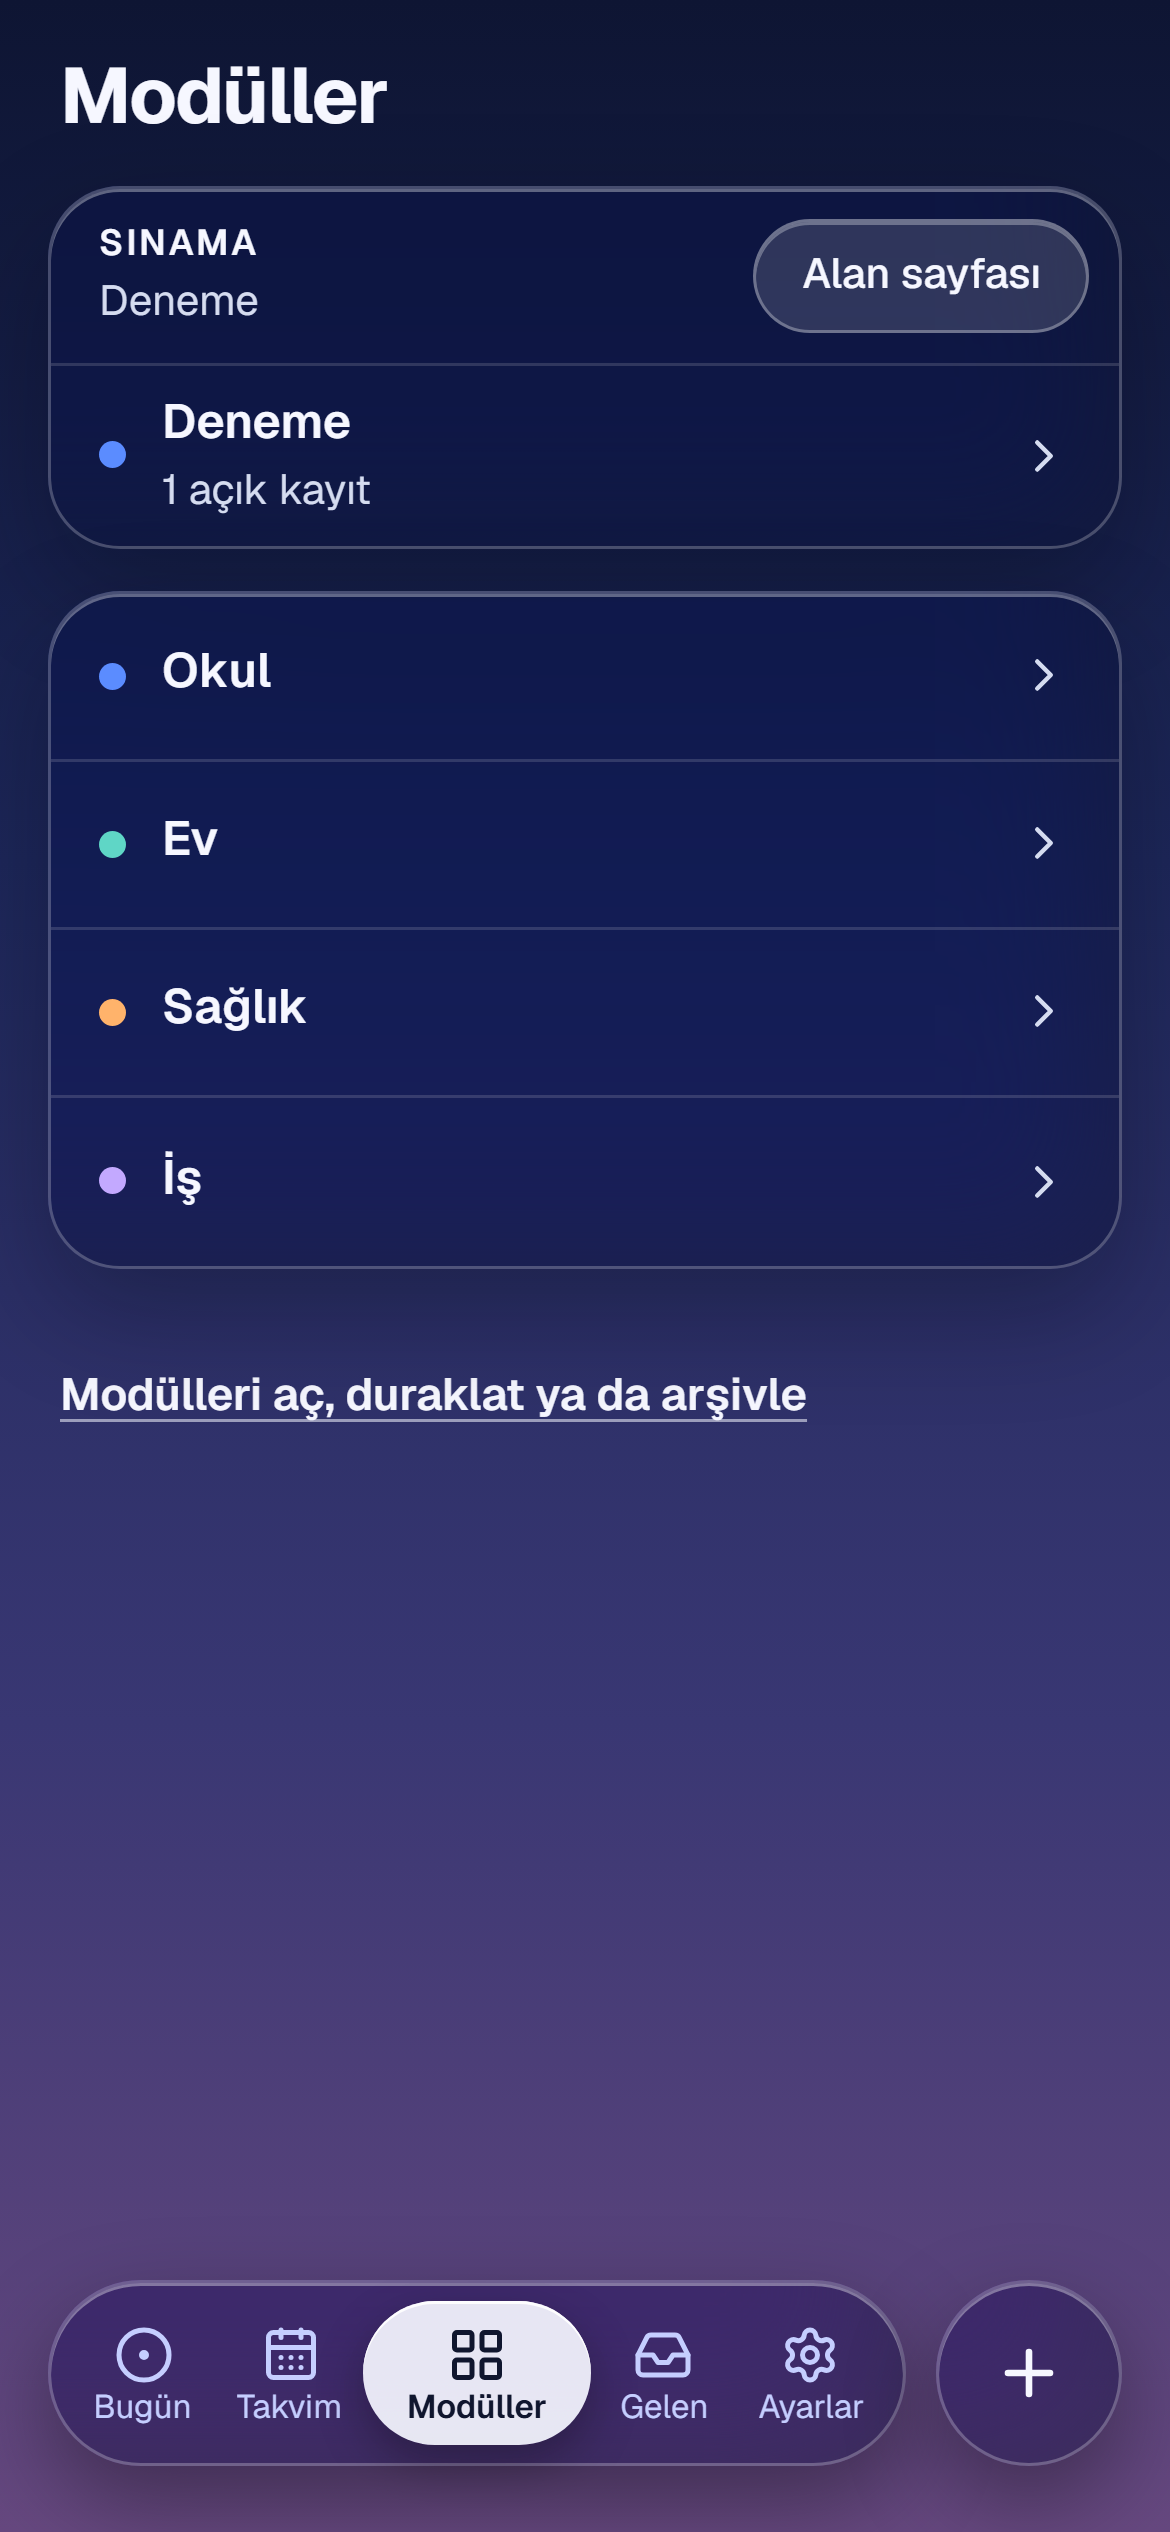 Modüller
SINAMA
Deneme
Alan sayfası
Deneme
1 açık kayıt
Okul
Ev
Sağlık
İş
Modülleri aç, duraklat ya da arşivle
Bugün
Takvim
Modüller
Gelen
Ayarlar